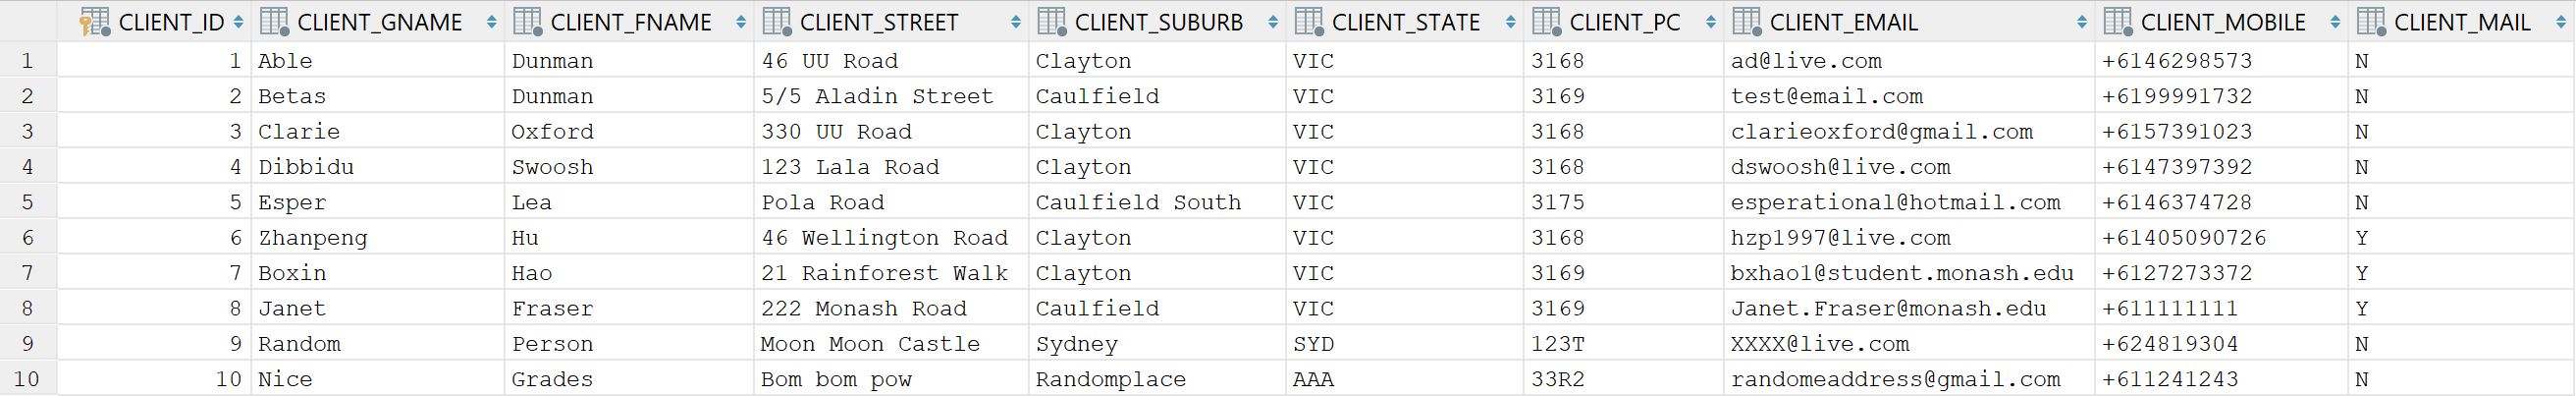 CLIENT_ID CLIENT_GNAME CLIENT_FNAME CLIENT_STREET CLIENT_SUBURB CLIENT_STATE CLIENT_PC CLIENT_EMAIL CLIENT_MOBILE CLIENT_MAIL
1 1 Able Dunman 46 UU Road Clayton VIC 3168 ad@live.com +6146298573 N
2 2 Betas Dunman 5/5 Aladin Street Caulfield VIC 3169 test@email.com +6199991732 N
3 3 Clarie Oxford 330 UU Road Clayton VIC 3168 clarieoxford@gmail.com +6157391023 N
4 4 Dibbidu Swoosh 123 Lala Road Clayton VIC 3168 dswoosh@live.com +6147397392 N
5 5 Esper Lea Pola Road Caulfield South VIC 3175 esperational@hotmail.com +6146374728 N
6 6 Zhanpeng Hu 46 Wellington Road Clayton VIC 3168 hzp1997@live.com +61405090726 Y
7 7 Boxin Hao 21 Rainforest Walk Clayton VIC 3169 bxhao1@student.monash.edu +6127273372 Y
8 8 Janet Fraser 222 Monash Road Caulfield VIC 3169 Janet.Fraser@monash.edu +611111111 Y
9 9 Random Person Moon Moon Castle Sydney SYD 123T XXXX@live.com +624819304 N
10 10 Nice Grades Bom bom pow Randomplace AAA 33R2 randomeaddress@gmail.com +611241243 N